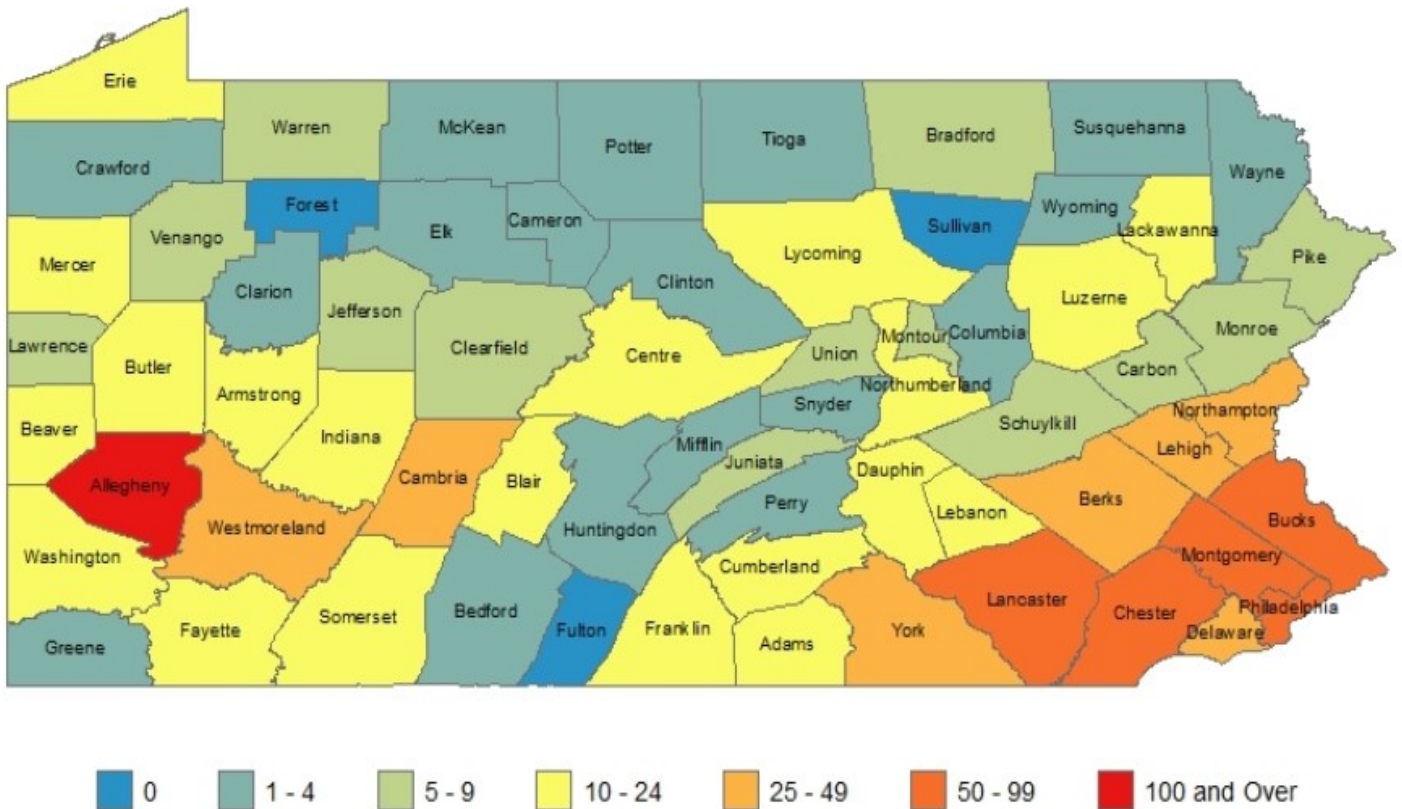 Erie
Warren
McKean
Potter
Tioga
Bradford
Susquehanna
Wayne
Crawford
Forest
Elk
Cameron
Sullivan
Wyoming
Lackawanna
Venango
Mercer
Lycoming
Pike
Clarion
Clinton
Luzerne
Jefferson
Lawrence
Clearfield
Centre
Union
Montour
Columbia
Monroe
Butler
Carbon
Armstrong
Northumberland
Snyder
Northampton
Beaver
Indiana
Mifflin
Schuylkill
Lehigh
Allegheny
Cambria
Blair
Juniata
Dauphin
Perry
Lebanon
Berks
Bucks
Westmoreland
Huntingdon
Washington
Cumberland
Montgomery
Lancaster
Philadelphia
Chester
Delaware
Greene
Fayette
Somerset
Bedford
Fulton
Franklin
Adams
York
0 1 - 4 5 - 9 10 - 24 25 - 49 50 - 99 100 and Over